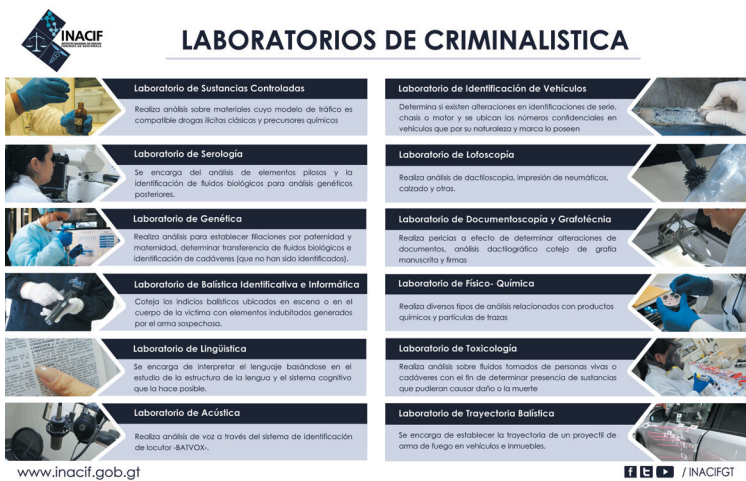 INACIF
INSTITUTO NACIONAL DE CIENCIAS
FORENSES DE GUATEMALA
LABORATORIOS DE CRIMINALISTICA
Laboratorio de Sustancias Controladas
Realiza análisis sobre materiales cuyo modelo de tráfico es
compatible drogas ilícitas clásicas y precursores químicos
Laboratorio de Serología
Se encarga del análisis de elementos pilosos y la
identificación de fluidos biológicos para análisis genéticos
posteriores.
Laboratorio de Genética
Realiza análisis para establecer filiaciones por paternidad y
maternidad, determinar transferencia de fluidos biológicos e
identificación de cadáveres (que no han sido identificados).
Laboratorio de Balística Identificativa e Informática
Coteja los indicios balísticos ubicados en escena o en el
cuerpo de la víctima con elementos indubitados generados
por el arma sospechosa.
Laboratorio de Lingüistica
Se encarga de interpretar el lenguaje basándose en el
estudio de la estructura de la lengua y el sistema cognitivo
que la hace posible.
Laboratorio de Acústica
Realiza análisis de voz a través del sistema de identificación
de locutor -BATVOX-.
Laboratorio de Identificación de Vehículos
Determina si existen alteraciones en identificaciones de serie,
chasis o motor y se ubican los números confidenciales en
vehículos que por su naturaleza y marca lo poseen
Laboratorio de Lofoscopía
Realiza análisis de dactiloscopia, impresión de neumáticos,
calzado y otras.
Laboratorio de Documentoscopía y Grafotécnia
Realiza pericias a efecto de determinar alteraciones de
documentos, análisis dactilográfico cotejo de grafía
manuscrita y firmas
Laboratorio de Físico- Química
Realiza diversos tipos de análisis relacionados con productos
químicos y partículas de trazas
Laboratorio de Toxicología
Realiza análisis sobre fluidos tomados de personas vivas o
cadáveres con el fin de determinar presencia de sustancias
que pudieran causar daño o la muerte
Laboratorio de Trayectoria Balística
Se encarga de establecer la trayectoria de un proyectil de
arma de fuego en vehículos e inmuebles.
www.inacif.gob.gt
/ INACIFGT